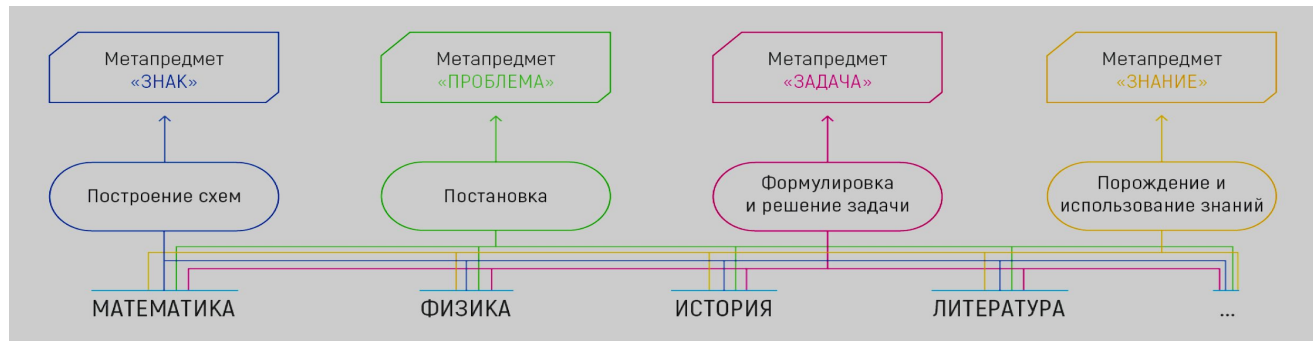 Метапредмет
«ЗНАК»
Метапредмет
«ПРОБЛЕМА»
Метапредмет
«ЗАДАЧА»
Метапредмет
«ЗНАНИЕ»
Построение схем
Постановка
Формулировка
и решение задачи
Порождение и
использование знаний
МАТЕМАТИКА
ФИЗИКА
ИСТОРИЯ
ЛИТЕРАТУРА
...